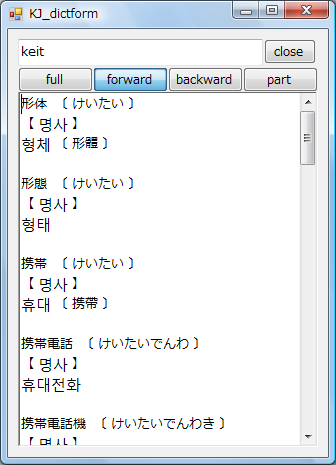 KJ_dictform
keit
close
full forward backward part
形体 〔 けいたい 〕
【 명사 】
형체 〔 形體 〕
形態 〔 けいたい 〕
【 명사 】
형태
携帯 〔 けいたい 〕
【 명사 】
휴대 〔 携帶 〕
携帯電話 〔 けいたいでんわ 〕
【 명사 】
휴대전화
携帯電話機 〔 けいたいでんわき 〕
【 명사 】